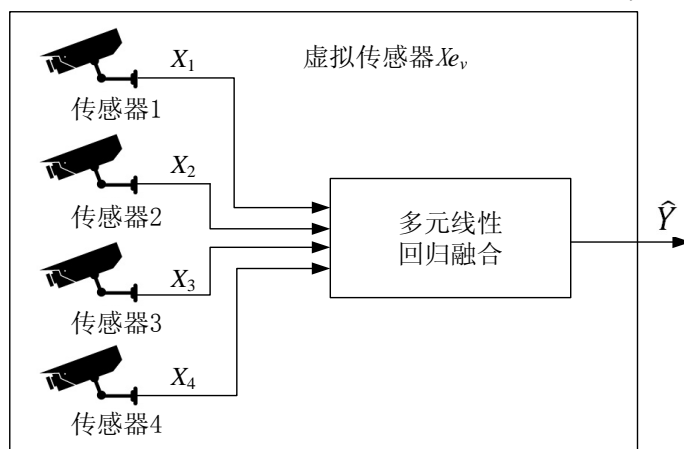 虚拟传感器Xeᵥ
X₁
传感器1
X₂
传感器2
X₃
传感器3
X₄
传感器4
多元线性
回归融合
Ŷ